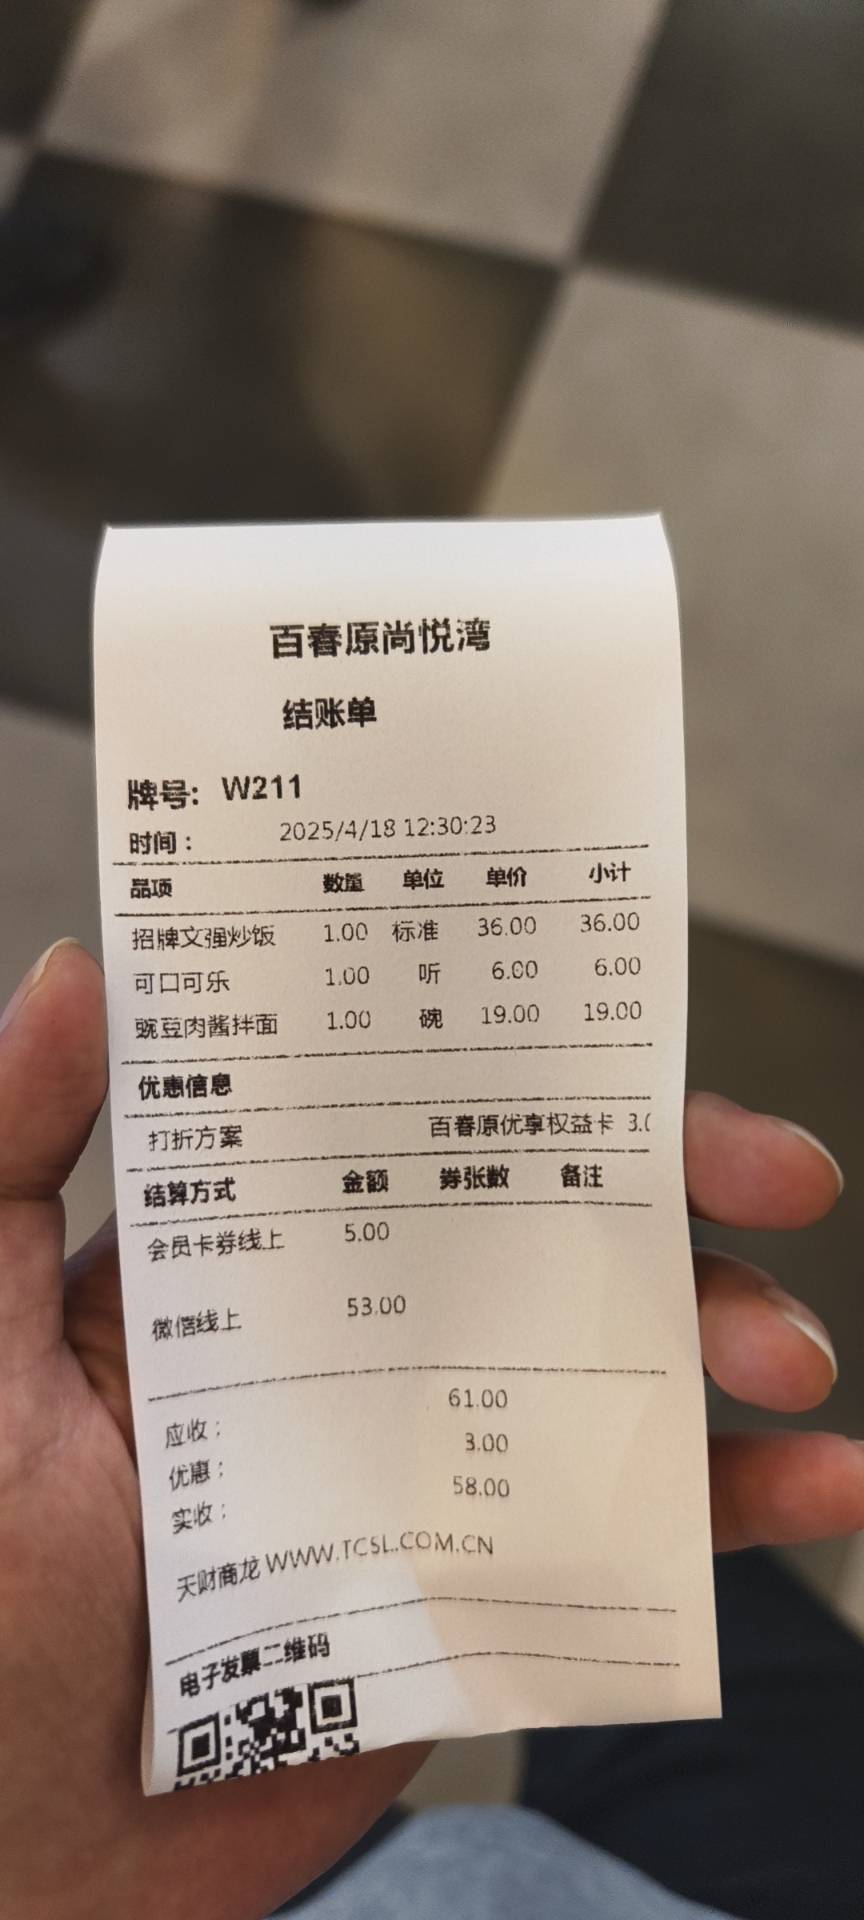 百春原尚悦湾
结账单
牌号: W211
时间: 2025/4/18 12:30:23
品项 数量 单位 单价 小计
招牌文强炒饭 1.00 标准 36.00 36.00
可口可乐 1.00 听 6.00 6.00
豌豆肉酱拌面 1.00 碗 19.00 19.00
优惠信息
打折方案 百春原优享权益卡 3.0
结算方式 金额 券张数 备注
会员卡券线上 5.00
微信线上 53.00
应收: 61.00
优惠: 3.00
实收: 58.00
天财商龙 WWW.TCSL.COM.CN
电子发票二维码